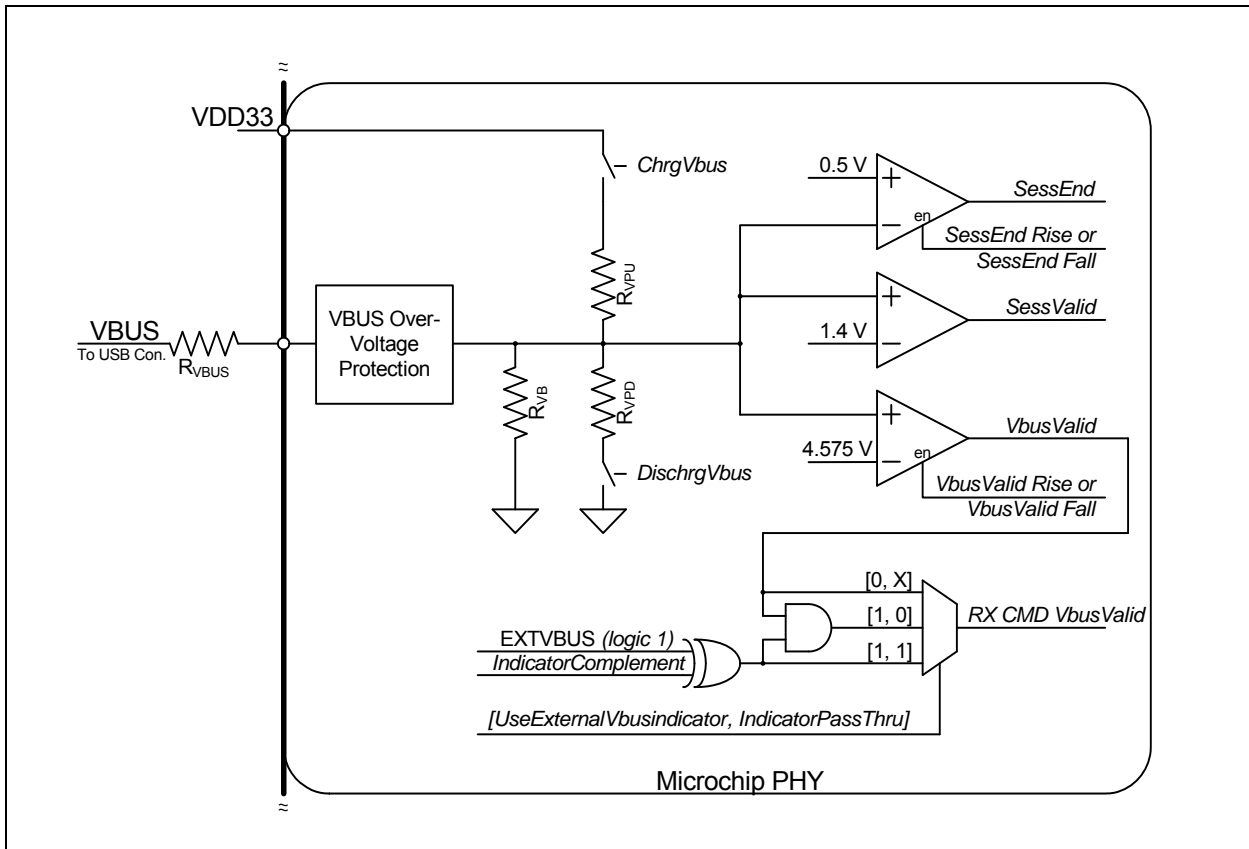 ≈
VDD33
ChrgVbus
0.5 V
+
−
en
SessEnd
SessEnd Rise or
SessEnd Fall
RVPU
VBUS
To USB Con.
RVBUS
VBUS Over-
Voltage
Protection
+
1.4 V
−
SessValid
RVB
RVPD
DischrgVbus
+
4.575 V
−
en
VbusValid
VbusValid Rise or
VbusValid Fall
[0, X]
[1, 0]
[1, 1]
RX CMD VbusValid
EXTVBUS (logic 1)
IndicatorComplement
[UseExternalVbusindicator, IndicatorPassThru]
Microchip PHY
≈